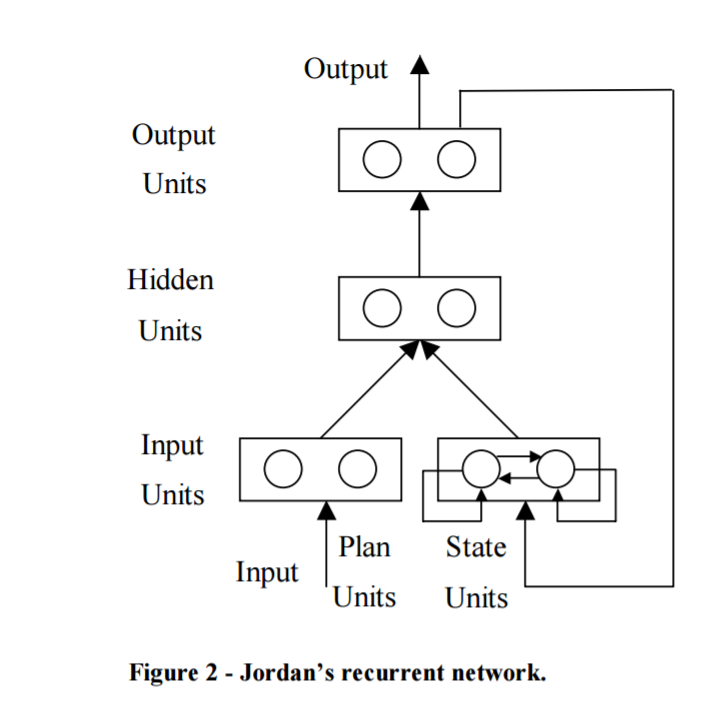 Output
Output
Units
Hidden
Units
Input
Units
Plan
State
Input
Units
Units
Figure 2 - Jordan's recurrent network.